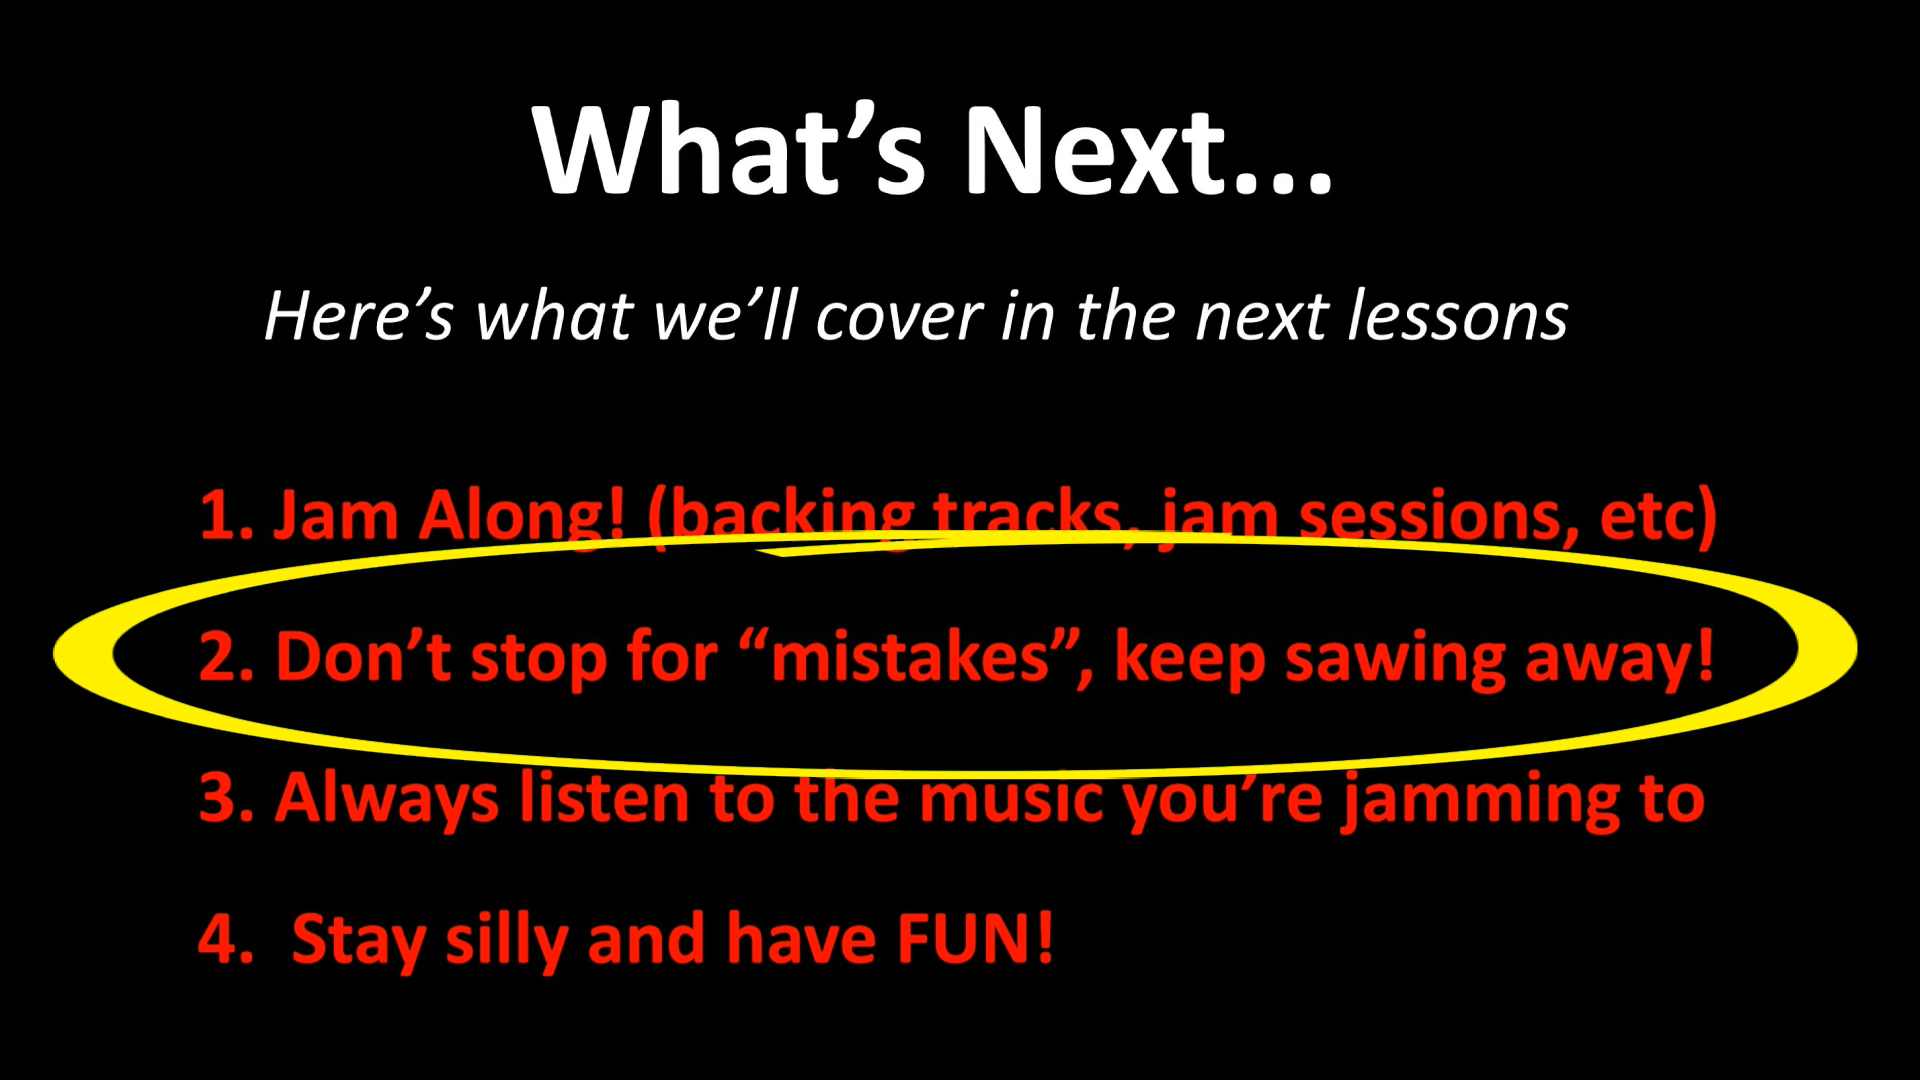 What’s Next...
Here’s what we’ll cover in the next lessons
1. Jam Along! (backing tracks, jam sessions, etc)
2. Don’t stop for “mistakes”, keep sawing away!
3. Always listen to the music you’re jamming to
4.  Stay silly and have FUN!